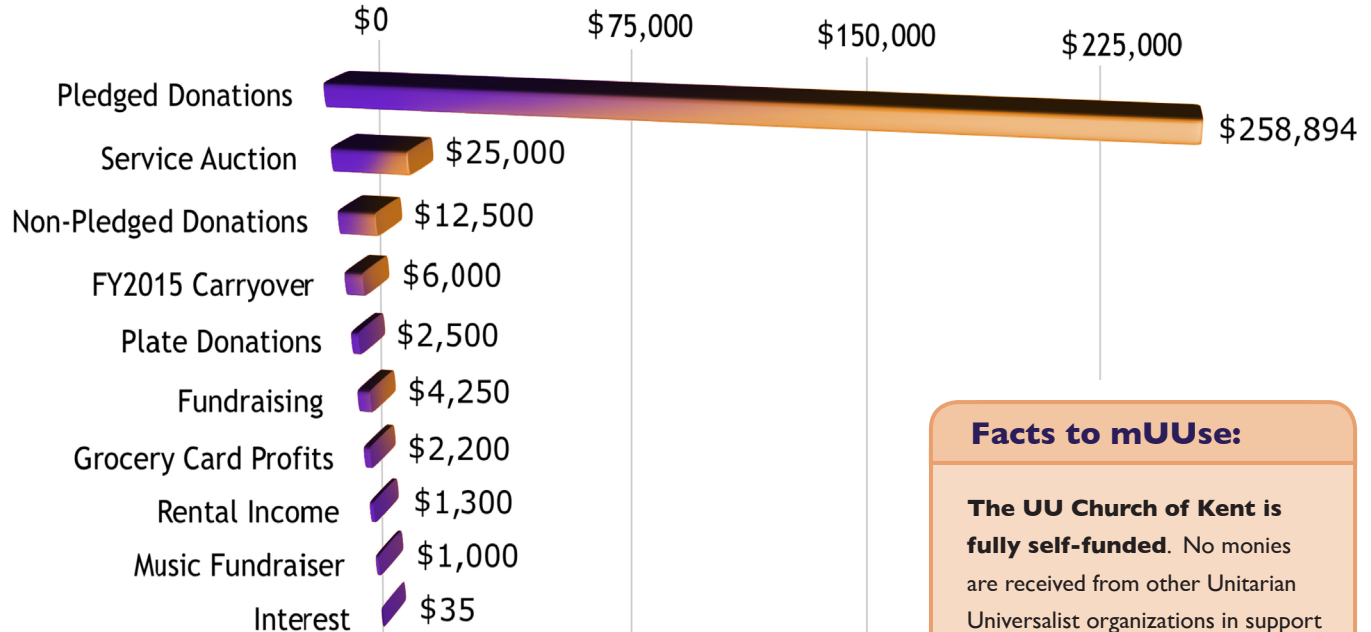 $0 $75,000 $150,000 $225,000
Pledged Donations $258,894
Service Auction $25,000
Non-Pledged Donations $12,500
FY2015 Carryover $6,000
Plate Donations $2,500
Fundraising $4,250
Grocery Card Profits $2,200
Rental Income $1,300
Music Fundraiser $1,000
Interest $35
Facts to mUUse:
The UU Church of Kent is
fully self-funded. No monies
are received from other Unitarian
Universalist organizations in support